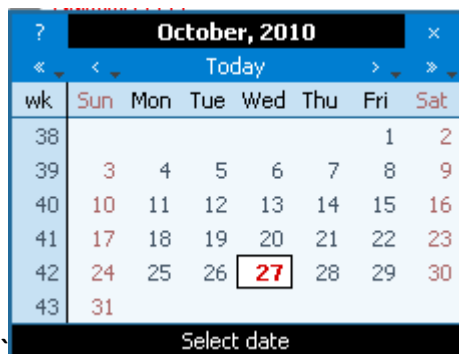 ? October, 2010 ×
« ‹ Today › »
wk Sun Mon Tue Wed Thu Fri Sat
38 1 2
39 3 4 5 6 7 8 9
40 10 11 12 13 14 15 16
41 17 18 19 20 21 22 23
42 24 25 26 27 28 29 30
43 31
Select date